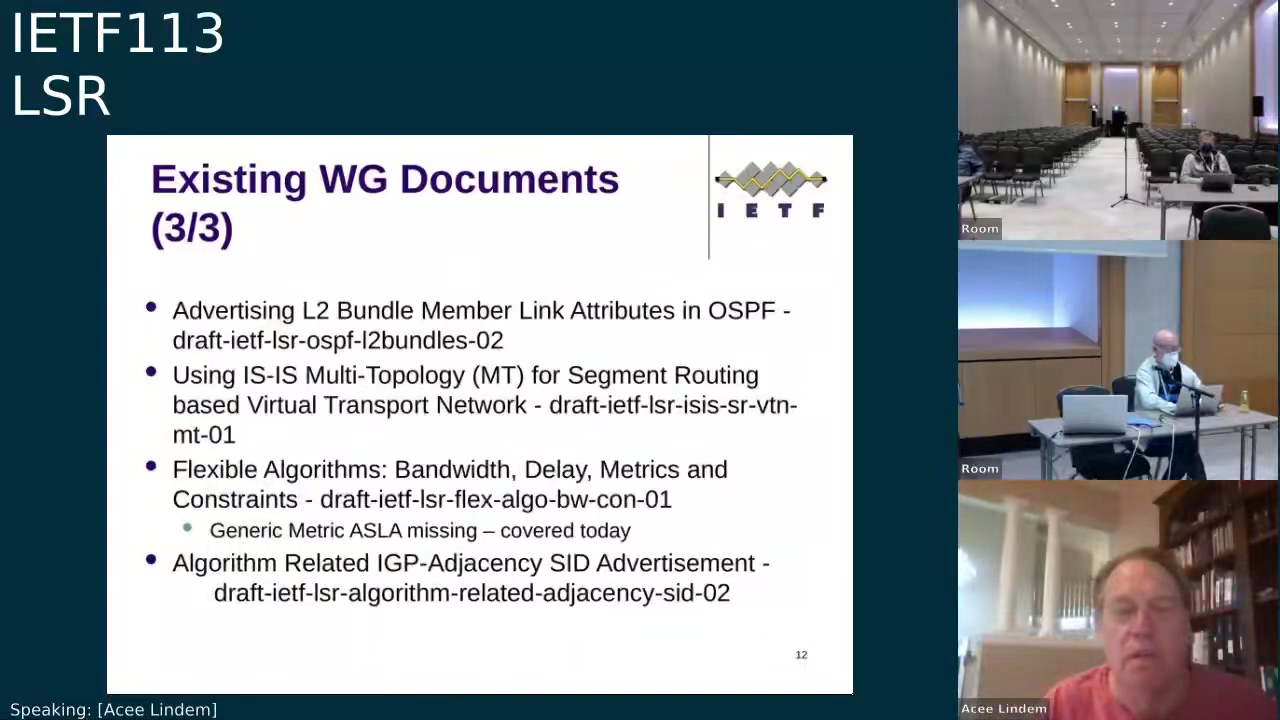 IETF113
LSR
Existing WG Documents
(3/3)
I E T F
Advertising L2 Bundle Member Link Attributes in OSPF -
draft-ietf-lsr-ospf-l2bundles-02
Using IS-IS Multi-Topology (MT) for Segment Routing
based Virtual Transport Network - draft-ietf-lsr-isis-sr-vtn-
mt-01
Flexible Algorithms: Bandwidth, Delay, Metrics and
Constraints - draft-ietf-lsr-flex-algo-bw-con-01
Generic Metric ASLA missing – covered today
Algorithm Related IGP-Adjacency SID Advertisement -
draft-ietf-lsr-algorithm-related-adjacency-sid-02
12
Room
Room
Acee Lindem
Speaking: [Acee Lindem]